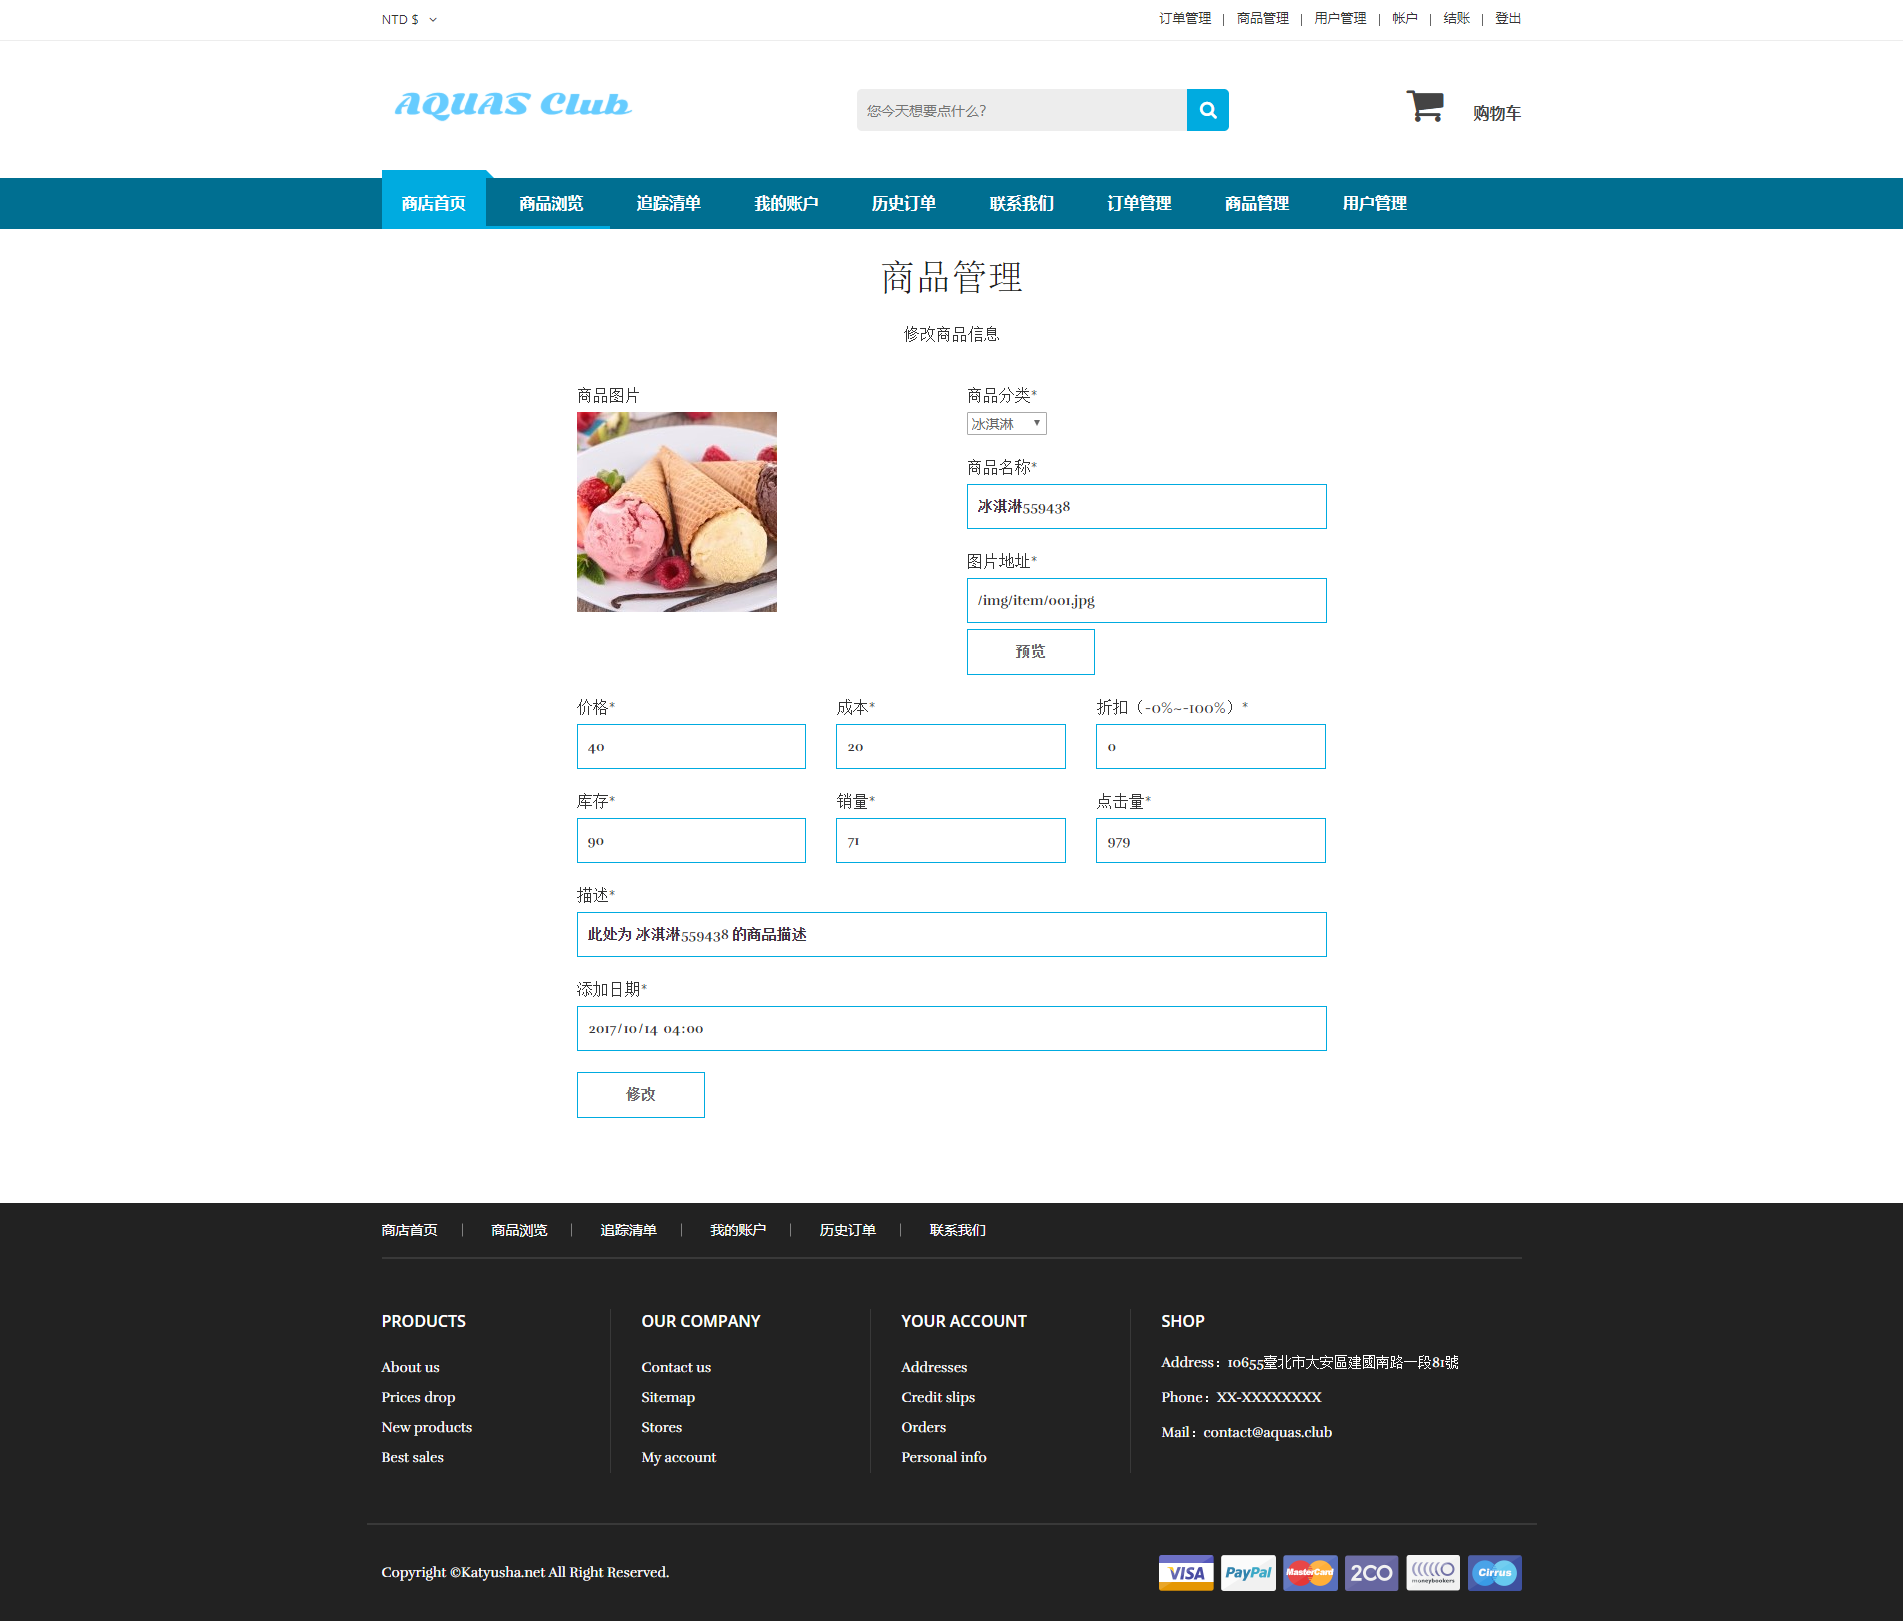 NTD $
订单管理 | 商品管理 | 用户管理 | 帐户 | 结账 | 登出
AQUAS Club
您今天想要点什么?
购物车
商店首页 商品浏览 追踪清单 我的账户 历史订单 联系我们 订单管理 商品管理 用户管理
商品管理
修改商品信息
商品图片
商品分类*
冰淇淋
商品名称*
冰淇淋559438
图片地址*
/img/item/001.jpg
预览
价格* 成本* 折扣（-0%~-100%）*
40 20 0
库存* 销量* 点击量*
90 71 979
描述*
此处为 冰淇淋559438 的商品描述
添加日期*
2017/10/14 04:00
修改
商店首页 | 商品浏览 | 追踪清单 | 我的账户 | 历史订单 | 联系我们
PRODUCTS
About us
Prices drop
New products
Best sales
OUR COMPANY
Contact us
Sitemap
Stores
My account
YOUR ACCOUNT
Addresses
Credit slips
Orders
Personal info
SHOP
Address：10655臺北市大安區建國南路一段81號
Phone：XX-XXXXXXXX
Mail：contact@aquas.club
Copyright ©Katyusha.net All Right Reserved.
VISA PayPal MasterCard 2CO moneybookers Cirrus